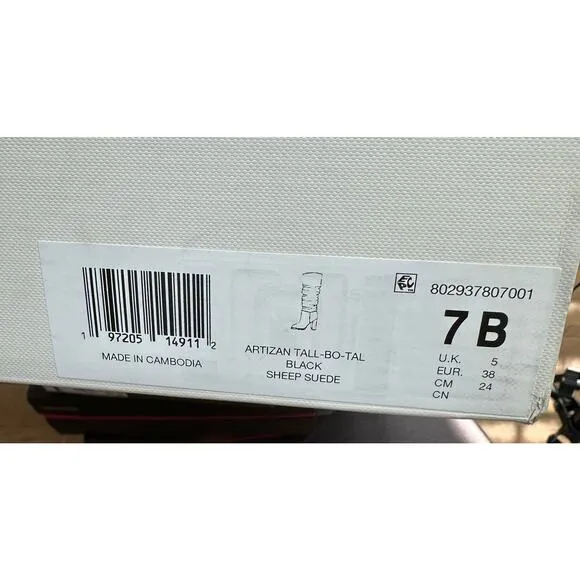 1 97205 14911 2
MADE IN CAMBODIA
ARTIZAN TALL-BO-TAL
BLACK
SHEEP SUEDE
802937807001
7 B
U.K. 5
EUR. 38
CM 24
CN